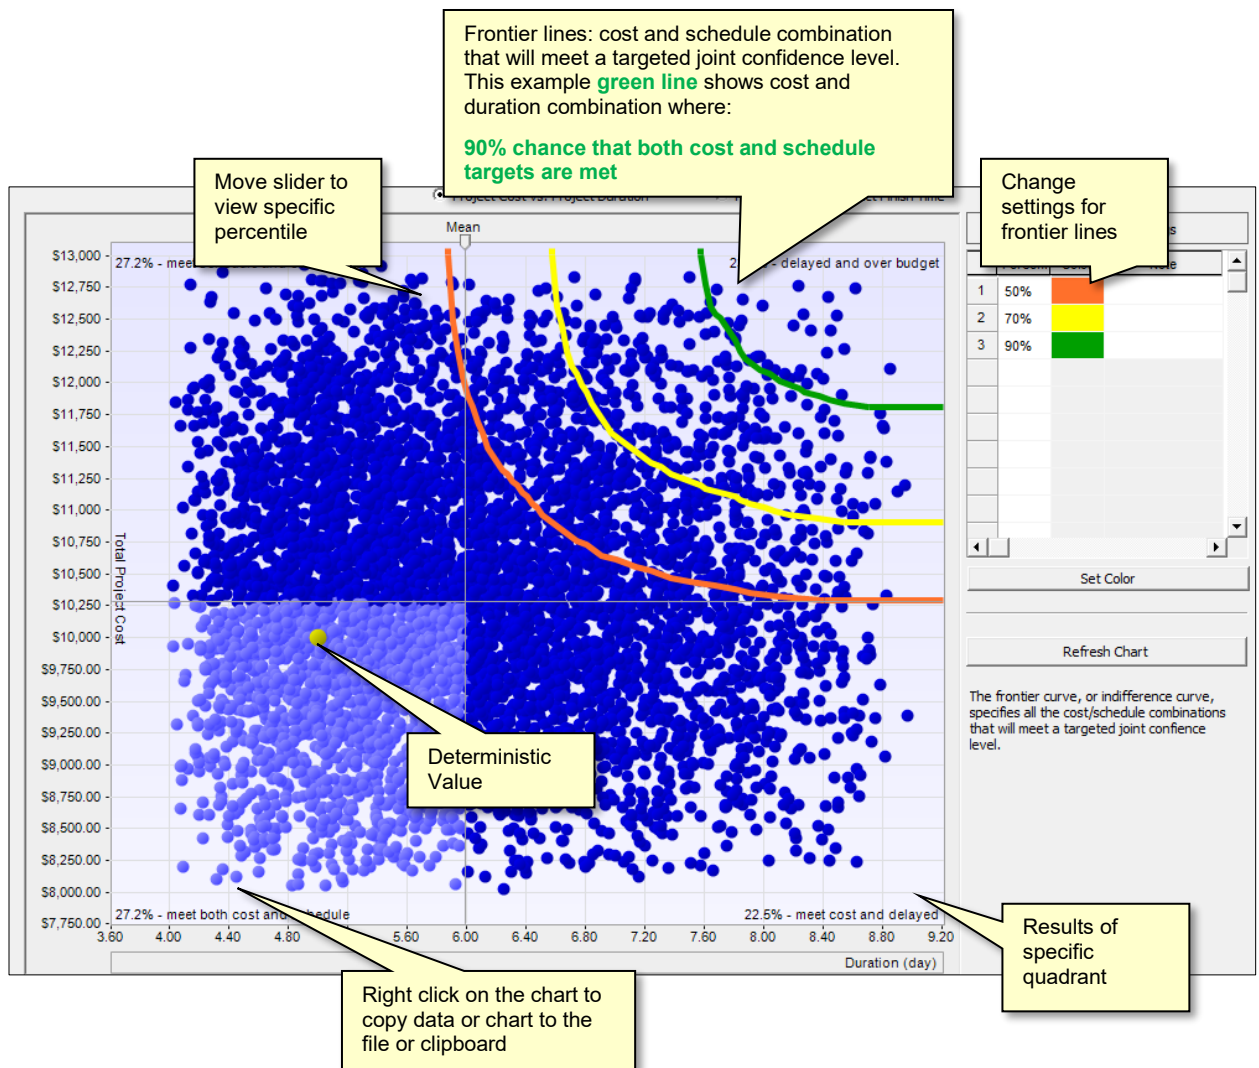 Frontier lines: cost and schedule combination
that will meet a targeted joint confidence level.
This example green line shows cost and
duration combination where:
90% chance that both cost and schedule
targets are met
Move slider to
view specific
percentile
Change
settings for
frontier lines
Project Cost vs. Project Duration
Finish Time
Mean
27.2% - meet
- delayed and over budget
$13,000
$12,750
$12,500
$12,250
$12,000
$11,750
$11,500
$11,250
$11,000
$10,750
$10,500
$10,250
$10,000
$9,750.00
$9,500.00
$9,250.00
$9,000.00
$8,750.00
$8,500.00
$8,250.00
$8,000.00
$7,750.00
Total Project Cost
1 50%
2 70%
3 90%
Set Color
Refresh Chart
The frontier curve, or indifference curve,
specifies all the cost/schedule combinations
that will meet a targeted joint confience
level.
Deterministic
Value
27.2% - meet both cost and schedule
22.5% - meet cost and delayed
3.60 4.00 4.40 4.80 5.60 6.00 6.40 6.80 7.20 7.60 8.00 8.40 8.80 9.20
Duration (day)
Results of
specific
quadrant
Right click on the chart to
copy data or chart to the
file or clipboard